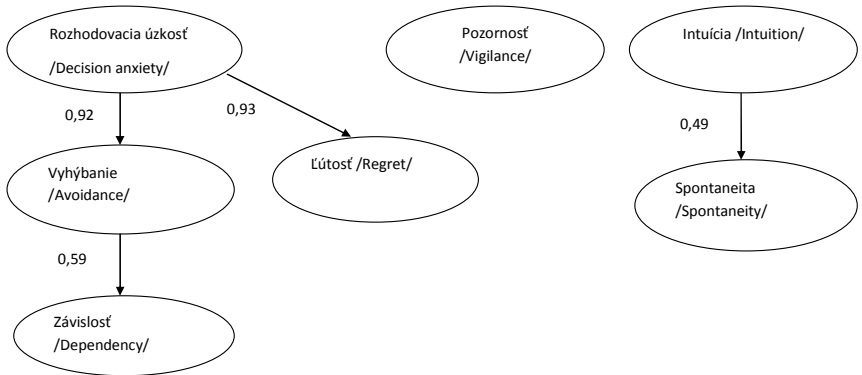 Rozhodovacia úzkosť
/Decision anxiety/
Pozornosť
/Vigilance/
Intuícia /Intuition/
0,92
0,93
0,49
Vyhýbanie
/Avoidance/
Ľútosť /Regret/
Spontaneita
/Spontaneity/
0,59
Závislosť
/Dependency/